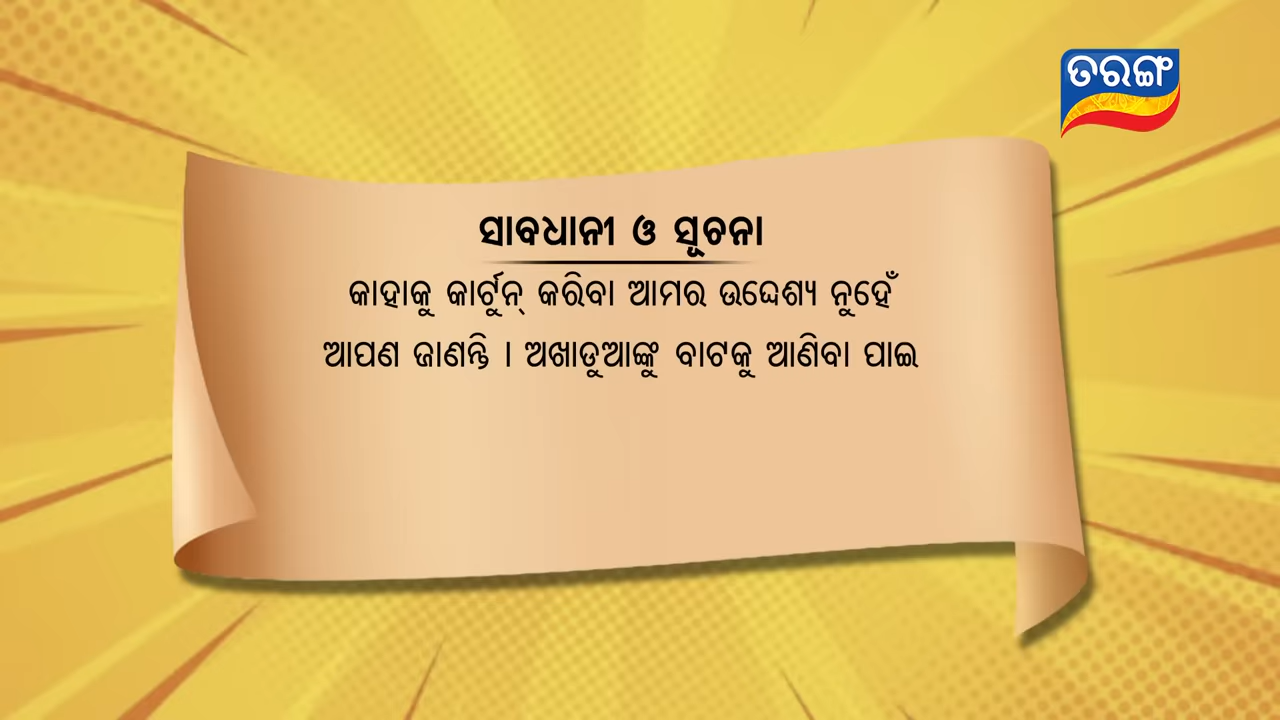 ତରଙ୍ଗ
ସାବଧାନୀ ଓ ସୂଚନା
କାହାକୁ କାର୍ଟୁନ୍ କରିବା ଆମର ଉଦ୍ଦେଶ୍ୟ ନୁହେଁ
ଆପଣ ଜାଣନ୍ତି । ଅଖାଡୁଆଙ୍କୁ ବାଟକୁ ଆଣିବା ପାଇ